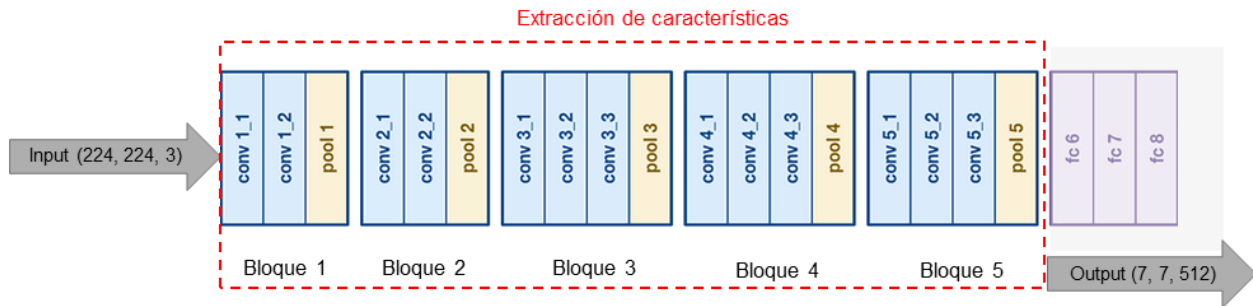 Extracción de características
Input (224, 224, 3)
conv 1_1
conv 1_2
pool 1
conv 2_1
conv 2_2
pool 2
conv 3_1
conv 3_2
conv 3_3
pool 3
conv 4_1
conv 4_2
conv 4_3
pool 4
conv 5_1
conv 5_2
conv 5_3
pool 5
fc 6
fc 7
fc 8
Bloque 1
Bloque 2
Bloque 3
Bloque 4
Bloque 5
Output (7, 7, 512)